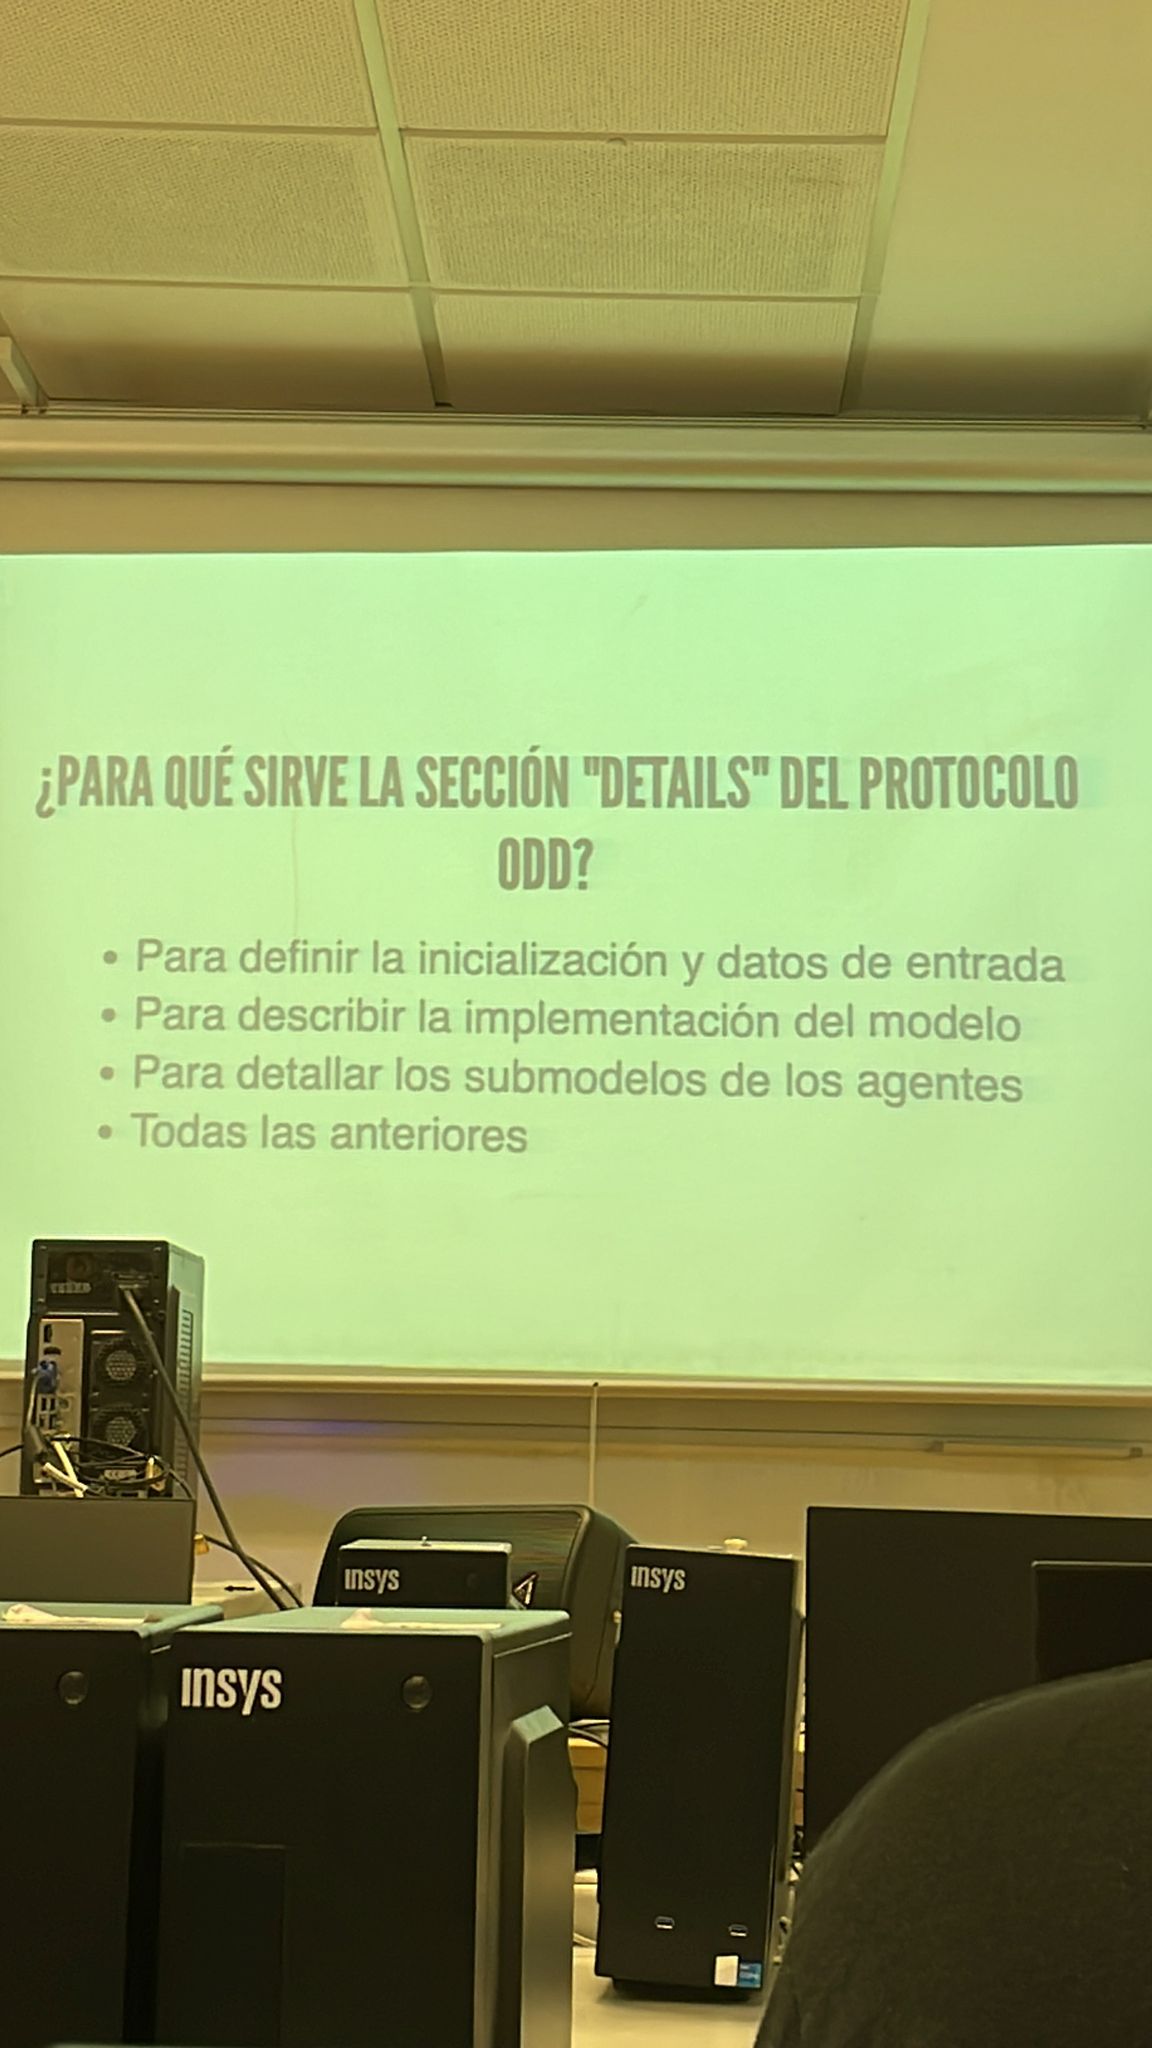 ¿PARA QUÉ SIRVE LA SECCIÓN "DETAILS" DEL PROTOCOLO
ODD?
• Para definir la inicialización y datos de entrada
• Para describir la implementación del modelo
• Para detallar los submodelos de los agentes
• Todas las anteriores
insys
insys
insys